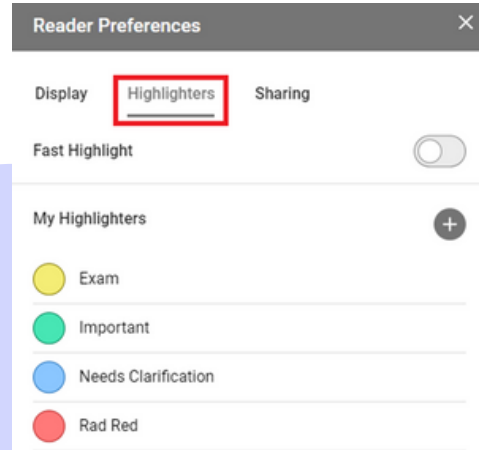 Reader Preferences
Display Highlighters Sharing
Fast Highlight
My Highlighters
Exam
Important
Needs Clarification
Rad Red